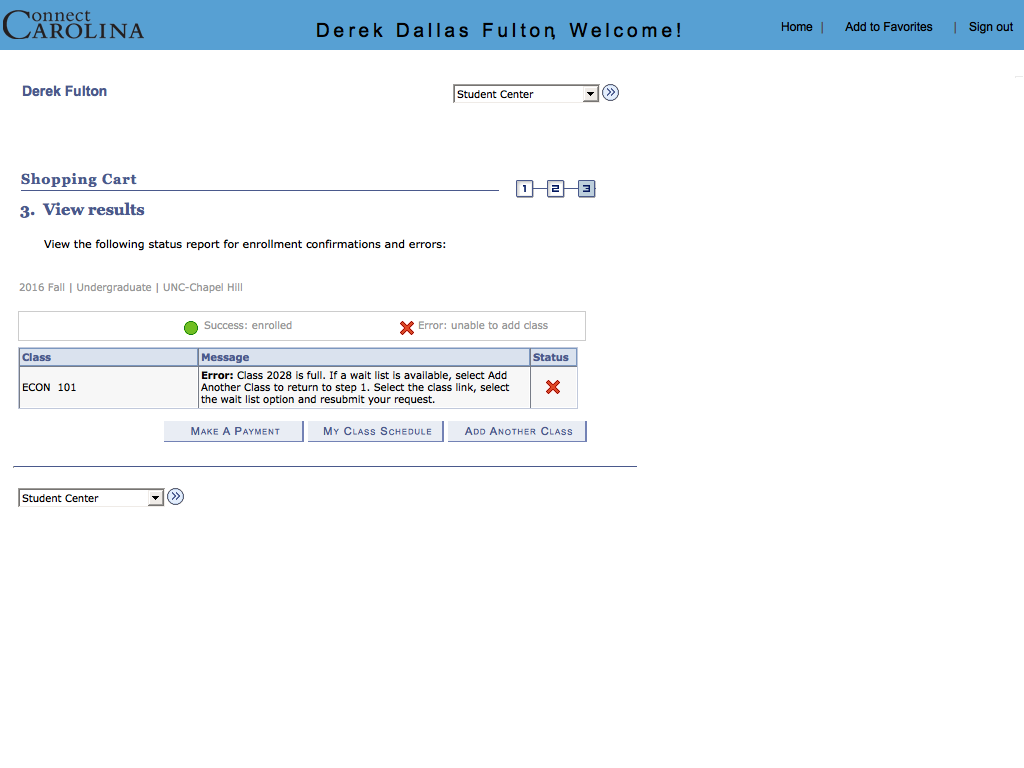 Connect
CAROLINA
Derek Dallas Fulton, Welcome!
Home | Add to Favorites | Sign out
Derek Fulton
Student Center
Shopping Cart
1 2 3
3. View results
View the following status report for enrollment confirmations and errors:
2016 Fall | Undergraduate | UNC-Chapel Hill
Success: enrolled Error: unable to add class
Class Message Status
ECON 101
Error: Class 2028 is full. If a wait list is available, select Add
Another Class to return to step 1. Select the class link, select
the wait list option and resubmit your request.
MAKE A PAYMENT MY CLASS SCHEDULE ADD ANOTHER CLASS
Student Center